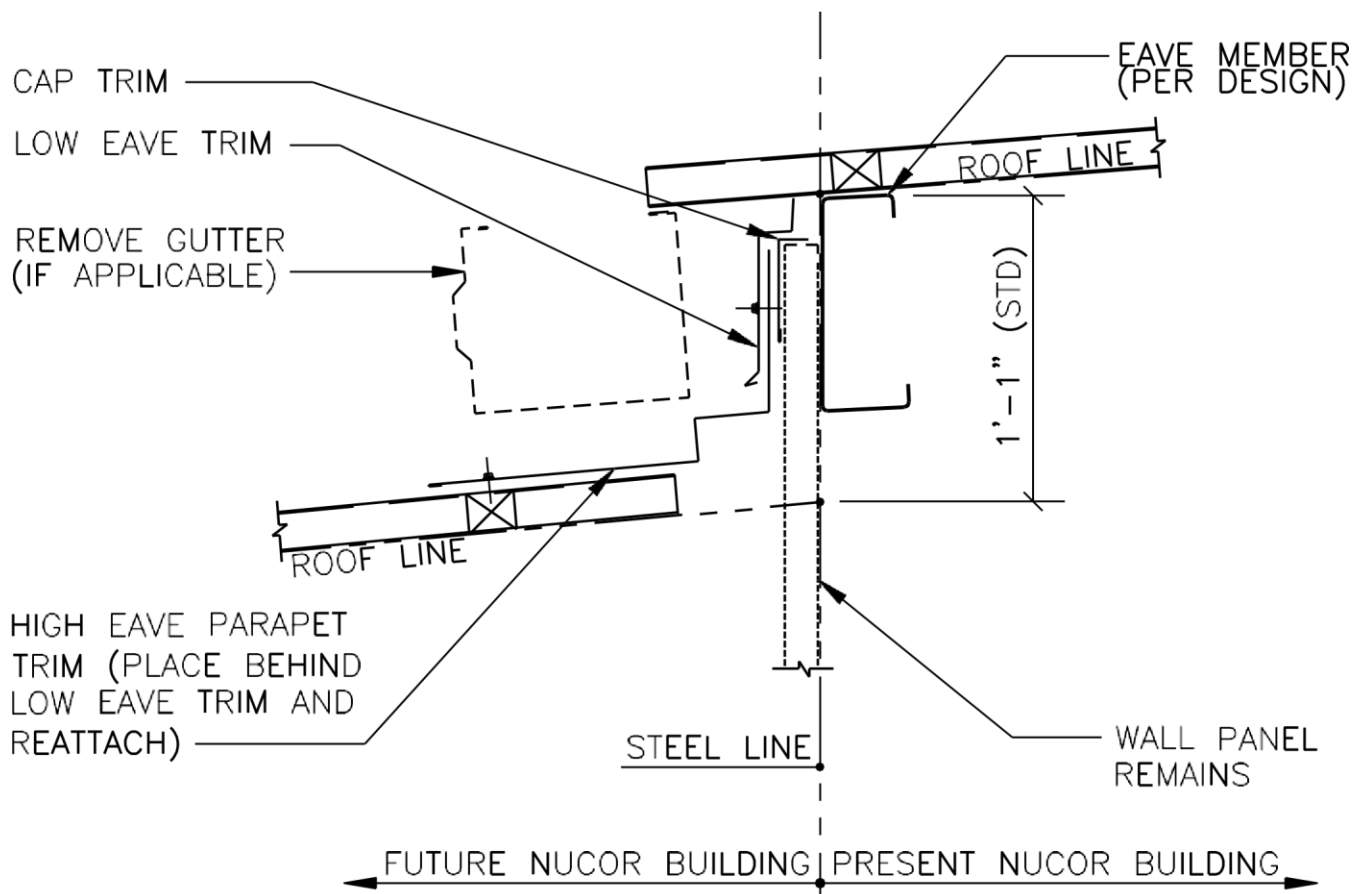 CAP TRIM
LOW EAVE TRIM
REMOVE GUTTER
(IF APPLICABLE)
EAVE MEMBER
(PER DESIGN)
ROOF LINE
1'-1" (STD)
ROOF LINE
HIGH EAVE PARAPET
TRIM (PLACE BEHIND
LOW EAVE TRIM AND
REATTACH)
STEEL LINE
WALL PANEL
REMAINS
FUTURE NUCOR BUILDING
PRESENT NUCOR BUILDING